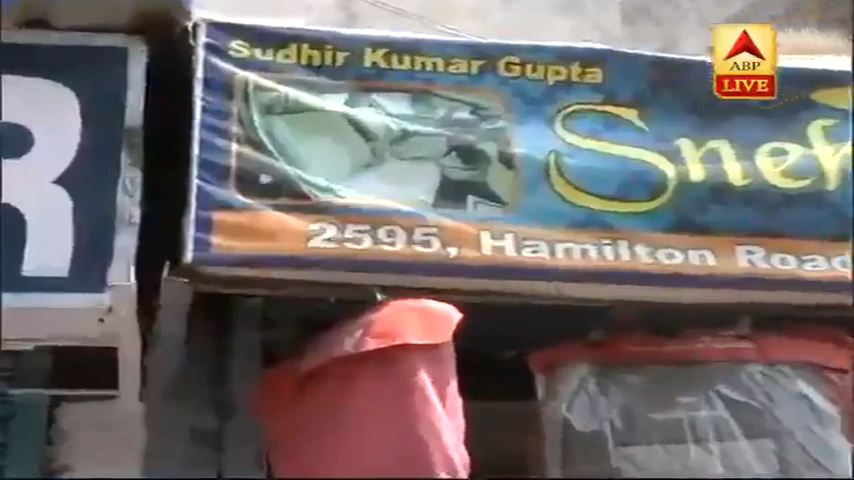 Sudhir Kumar Gupta
ABP
LIVE
R
2595, Hamilton Road